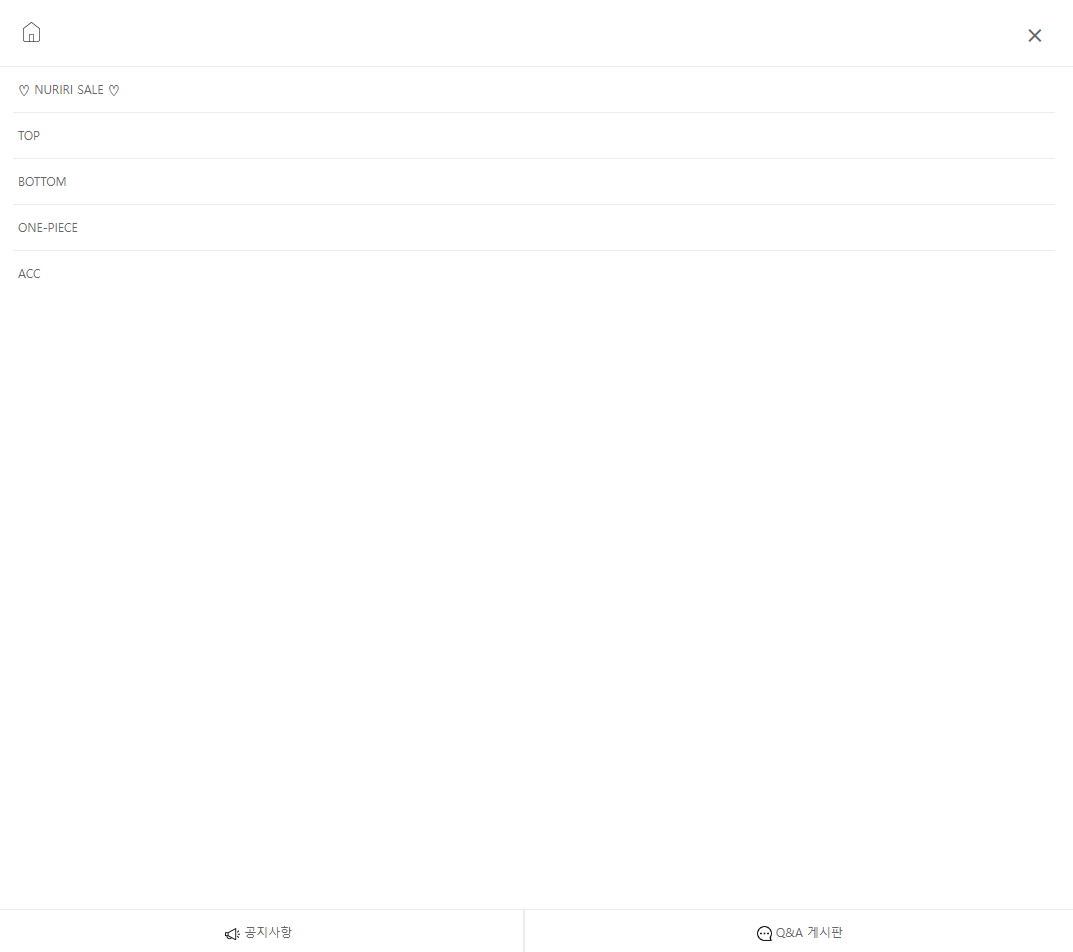 ♡ NURIRI SALE ♡
TOP
BOTTOM
ONE-PIECE
ACC
공지사항
Q&A 게시판